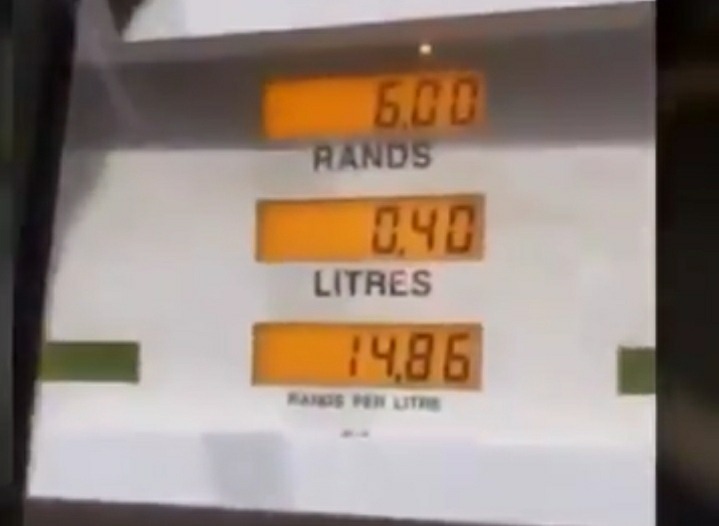 6.00
RANDS
0.40
LITRES
14.86
RANDS PER LITRE